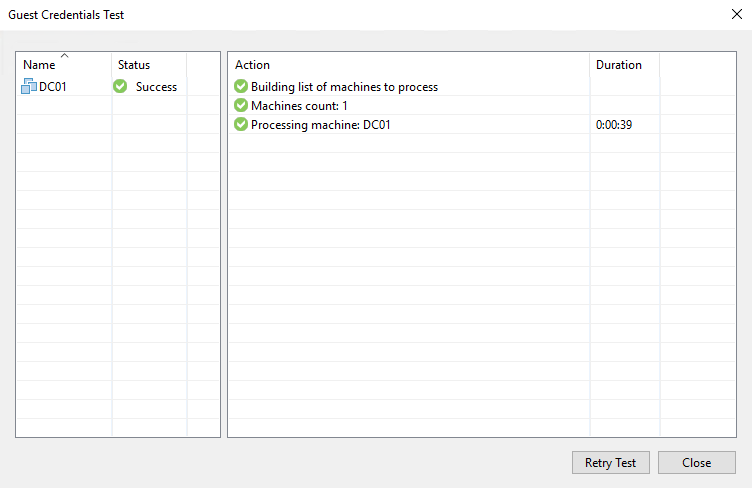 Guest Credentials Test
Name Status
DC01 Success
Action Duration
Building list of machines to process
Machines count: 1
Processing machine: DC01 0:00:39
Retry Test Close